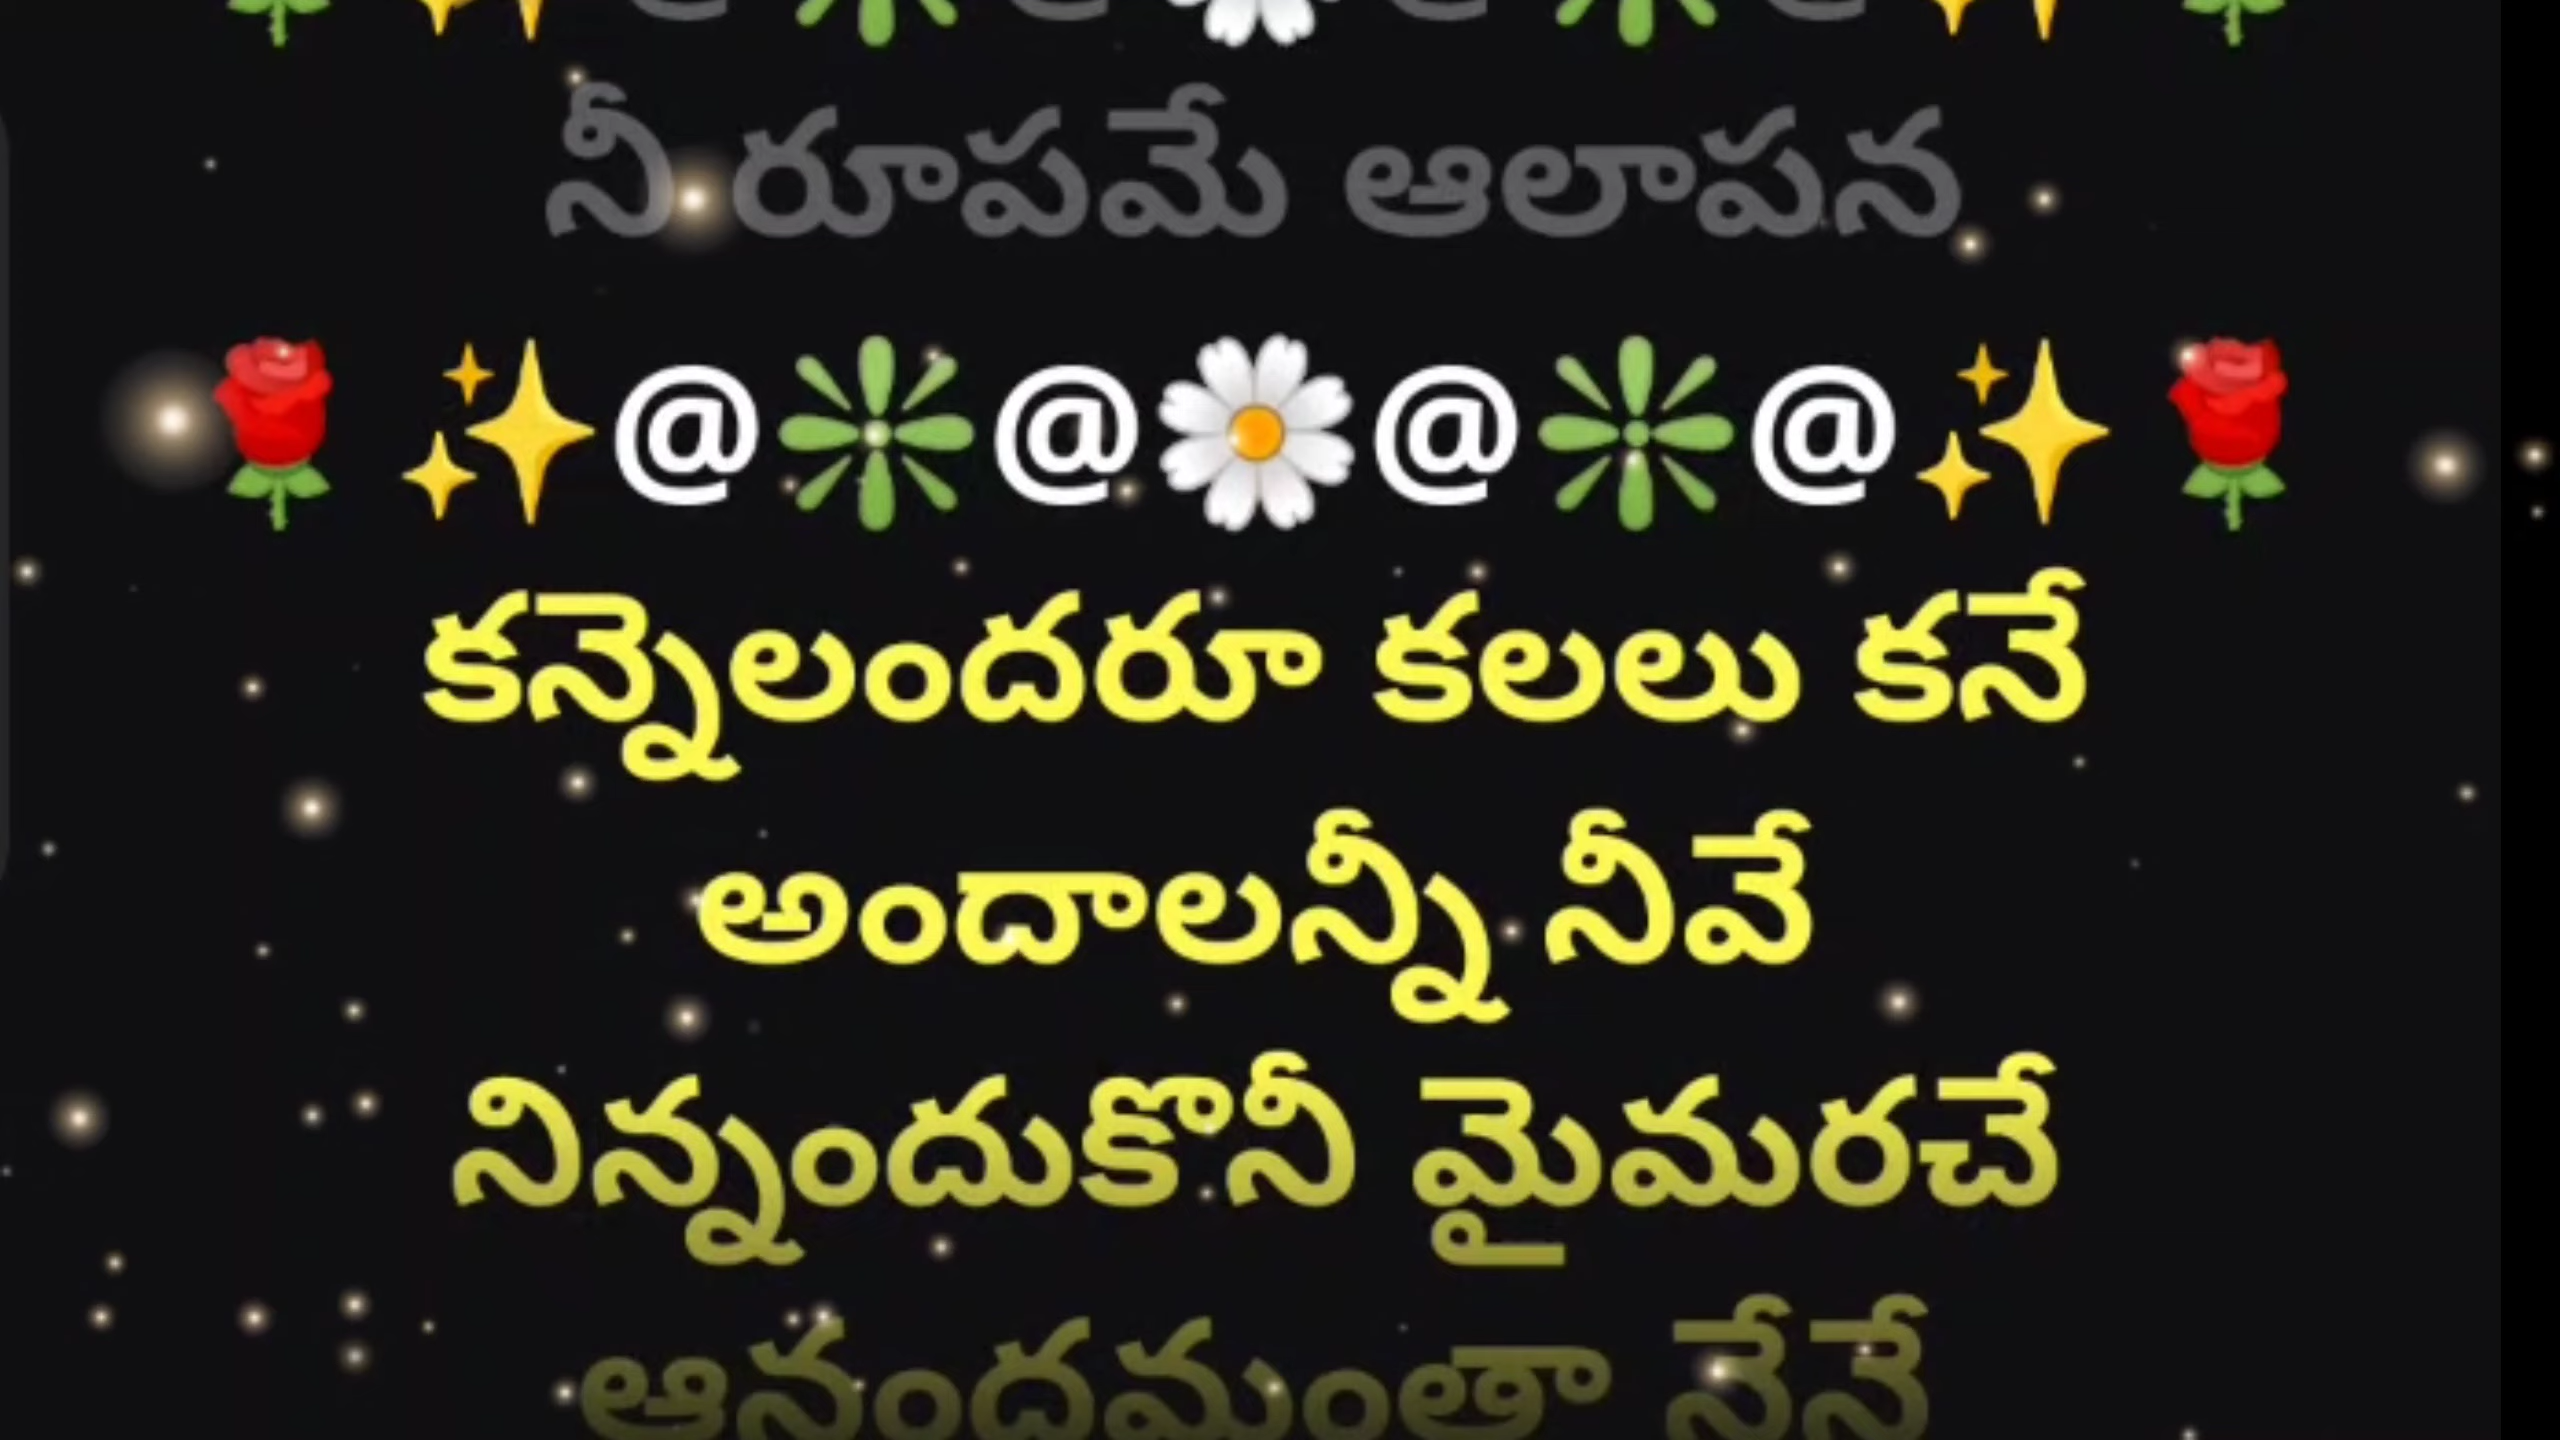 నీ రూపమే ఆలాపన
🌹 ✨@❇@🌼@❇@✨ 🌹
కన్నెలందరూ కలలు కనే
అందాలన్నీ నీవే
నిన్నందుకొనీ మైమరచే
ఆనందమంతా నేనే